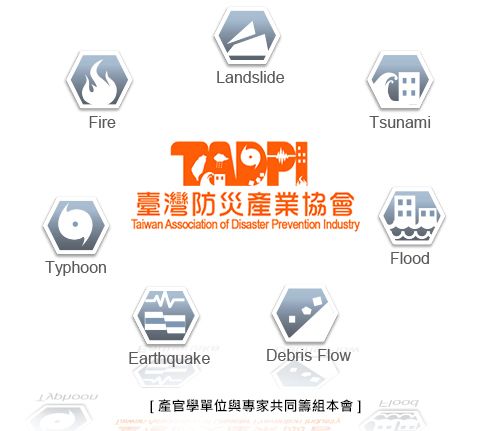 Landslide
Fire
Tsunami
TADPI
臺灣防災產業協會
Taiwan Association of Disaster Prevention Industry
Typhoon
Flood
Earthquake
Debris Flow
[ 產官學單位與專家共同籌組本會 ]